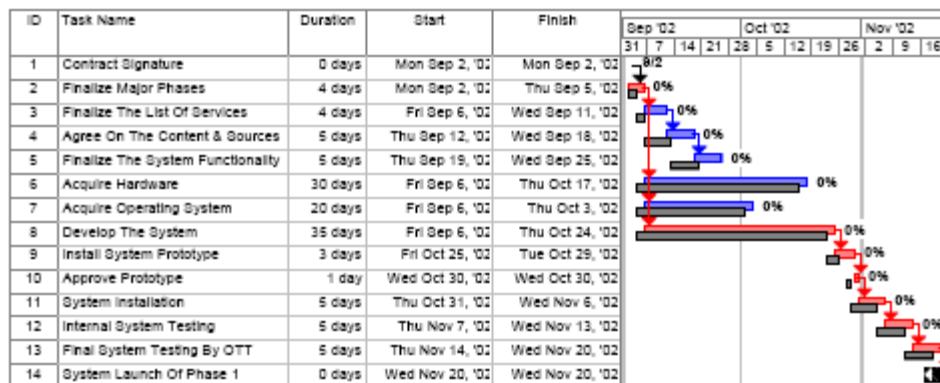 ID Task Name Duration Start Finish Sep '02 Oct '02 Nov '02
31 7 14 21 28 5 12 19 26 2 9 16
1 Contract Signature 0 days Mon Sep 2, '02 Mon Sep 2, '02 9/2
2 Finalize Major Phases 4 days Mon Sep 2, '02 Thu Sep 5, '02 0%
3 Finalize The List Of Services 4 days Fri Sep 6, '02 Wed Sep 11, '02 0%
4 Agree On The Content & Sources 5 days Thu Sep 12, '02 Wed Sep 18, '02 0%
5 Finalize The System Functionality 5 days Thu Sep 19, '02 Wed Sep 25, '02 0%
6 Acquire Hardware 30 days Fri Sep 6, '02 Thu Oct 17, '02 0%
7 Acquire Operating System 20 days Fri Sep 6, '02 Thu Oct 3, '02 0%
8 Develop The System 35 days Fri Sep 6, '02 Thu Oct 24, '02 0%
9 Install System Prototype 3 days Fri Oct 25, '02 Tue Oct 29, '02 0%
10 Approve Prototype 1 day Wed Oct 30, '02 Wed Oct 30, '02 0%
11 System Installation 5 days Thu Oct 31, '02 Wed Nov 6, '02 0%
12 Internal System Testing 5 days Thu Nov 7, '02 Wed Nov 13, '02 0%
13 Final System Testing By OTT 5 days Thu Nov 14, '02 Wed Nov 20, '02
14 System Launch Of Phase 1 0 days Wed Nov 20, '02 Wed Nov 20, '02